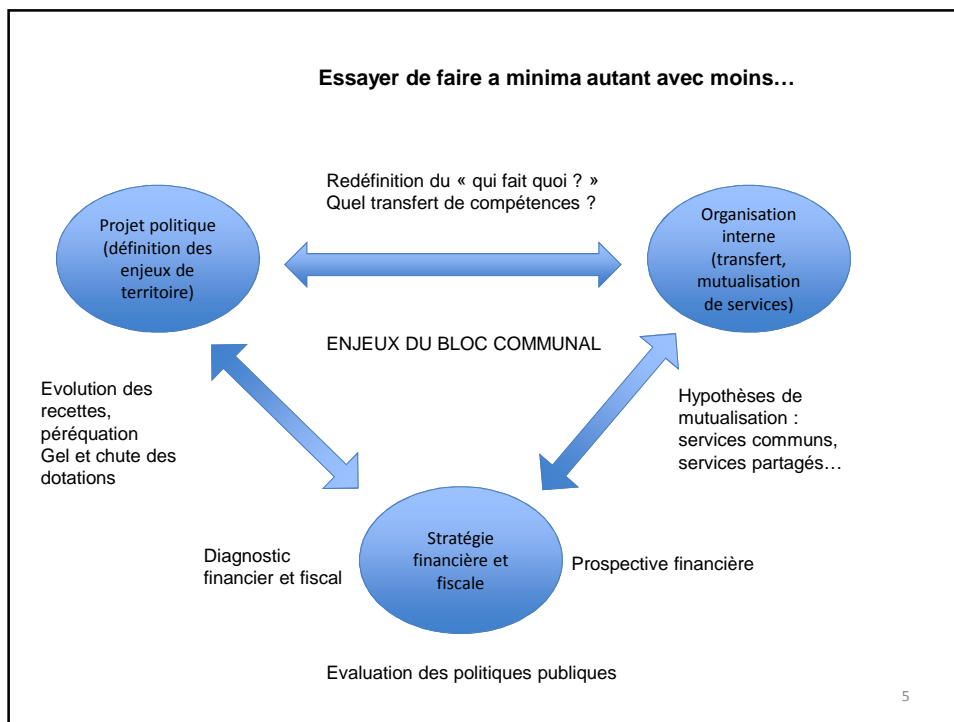 Essayer de faire a minima autant avec moins…
Redéfinition du « qui fait quoi ? »
Quel transfert de compétences ?
Projet politique
(définition des
enjeux de
territoire)
Organisation
interne
(transfert,
mutualisation
de services)
ENJEUX DU BLOC COMMUNAL
Evolution des
recettes,
péréquation
Gel et chute des
dotations
Hypothèses de
mutualisation :
services communs,
services partagés…
Stratégie
financière et
fiscale
Diagnostic
financier et fiscal
Prospective financière
Evaluation des politiques publiques
5